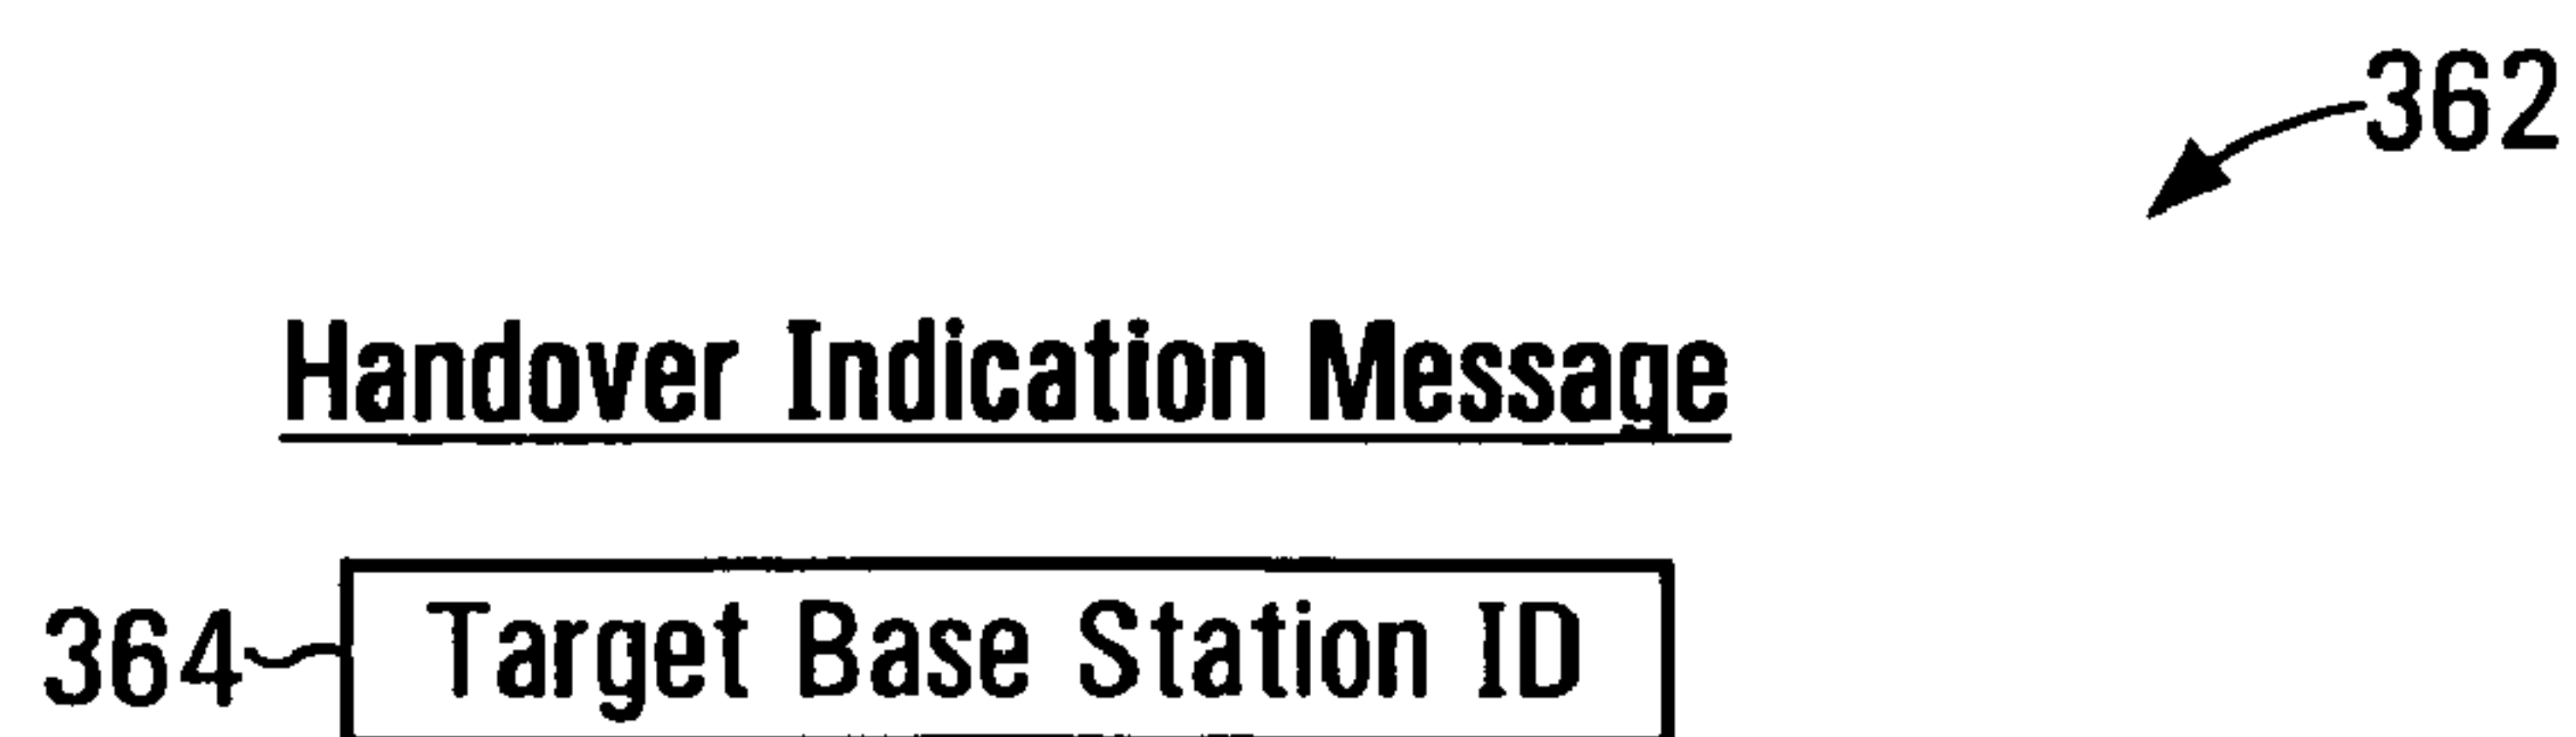 362
Handover Indication Message
364 Target Base Station ID